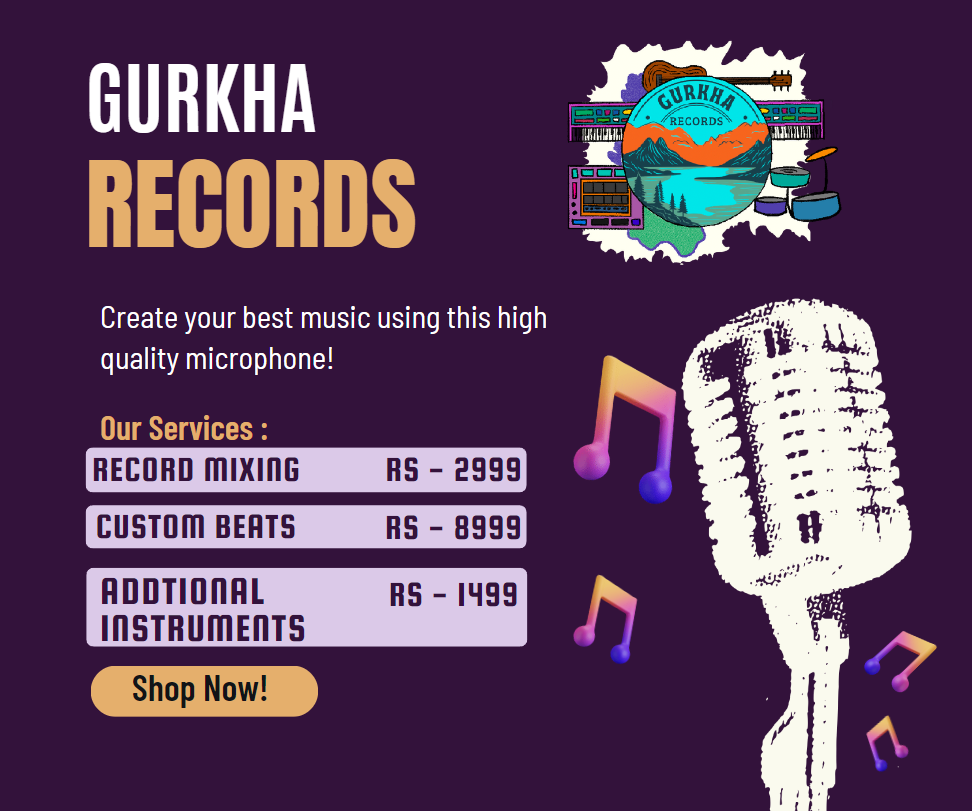 GURKHA
RECORDS
GURKHA
RECORDS
Create your best music using this high
quality microphone!
Our Services :
RECORD MIXING RS - 2999
CUSTOM BEATS RS - 8999
ADDTIONAL RS - 1499
INSTRUMENTS
Shop Now!